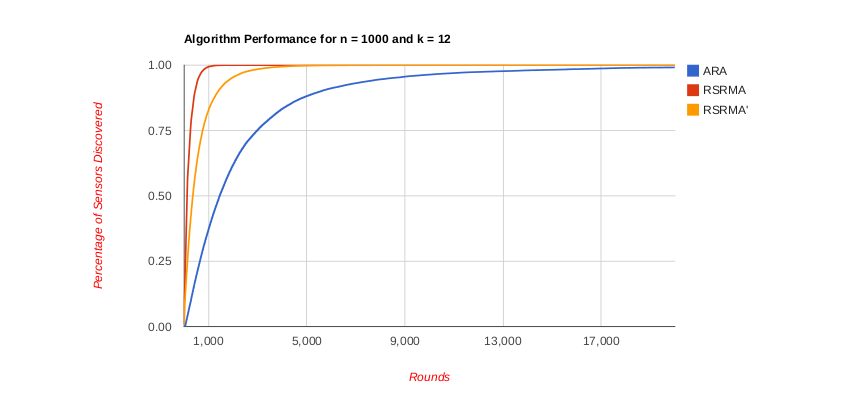 Algorithm Performance for n = 1000 and k = 12
1.00
0.75
0.50
0.25
0.00
Percentage of Sensors Discovered
1,000
5,000
9,000
13,000
17,000
Rounds
ARA
RSRMA
RSRMA'